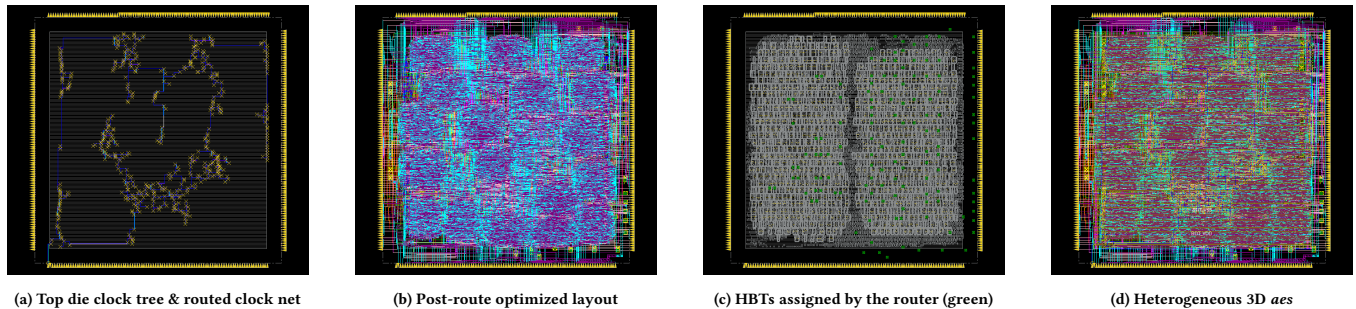 (a) Top die clock tree & routed clock net
(b) Post-route optimized layout
(c) HBTs assigned by the router (green)
(d) Heterogeneous 3D aes